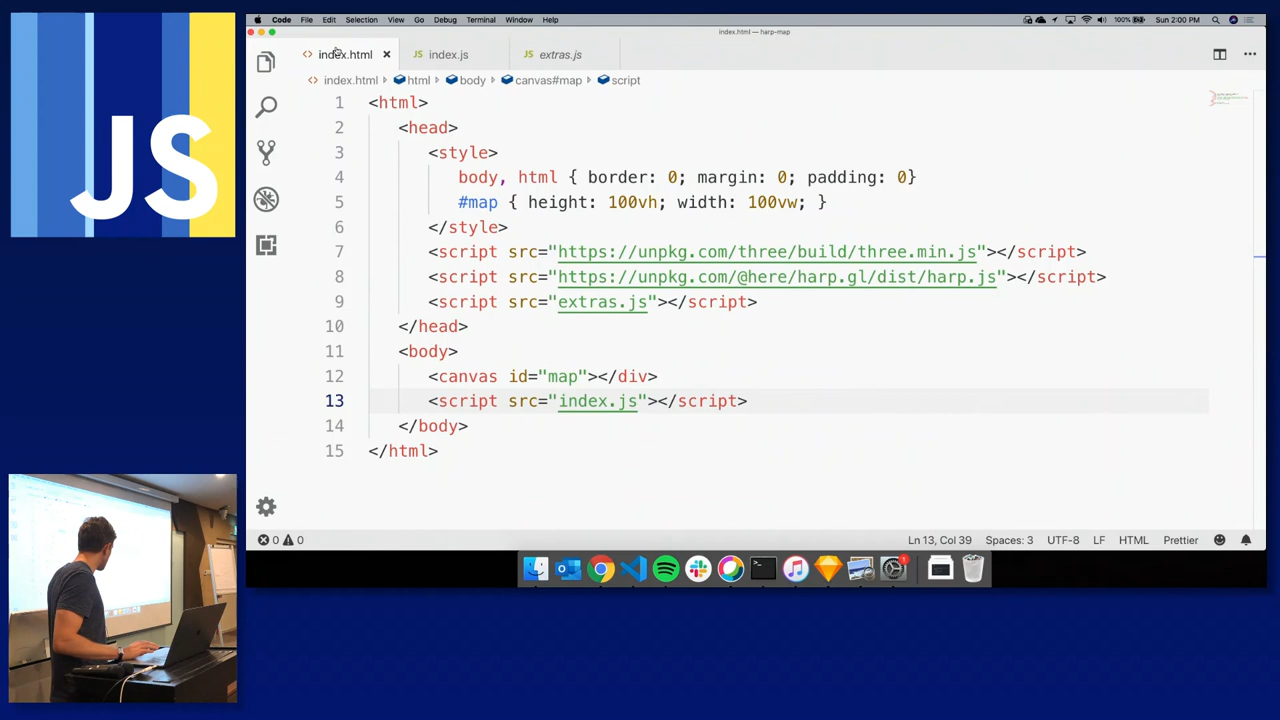 JS
Code File Edit Selection View Go Debug Terminal Window Help 100% Sun 2:00 PM
index.html — harp-map
<> index.html × JS index.js JS extras.js
<> index.html › html › body › canvas#map › script
1 <html>
2 <head>
3 <style>
4 body, html { border: 0; margin: 0; padding: 0}
5 #map { height: 100vh; width: 100vw; }
6 </style>
7 <script src="https://unpkg.com/three/build/three.min.js"></script>
8 <script src="https://unpkg.com/@here/harp.gl/dist/harp.js"></script>
9 <script src="extras.js"></script>
10 </head>
11 <body>
12 <canvas id="map"></div>
13 <script src="index.js"></script>
14 </body>
15 </html>
0 0 Ln 13, Col 39 Spaces: 3 UTF-8 LF HTML Prettier
1